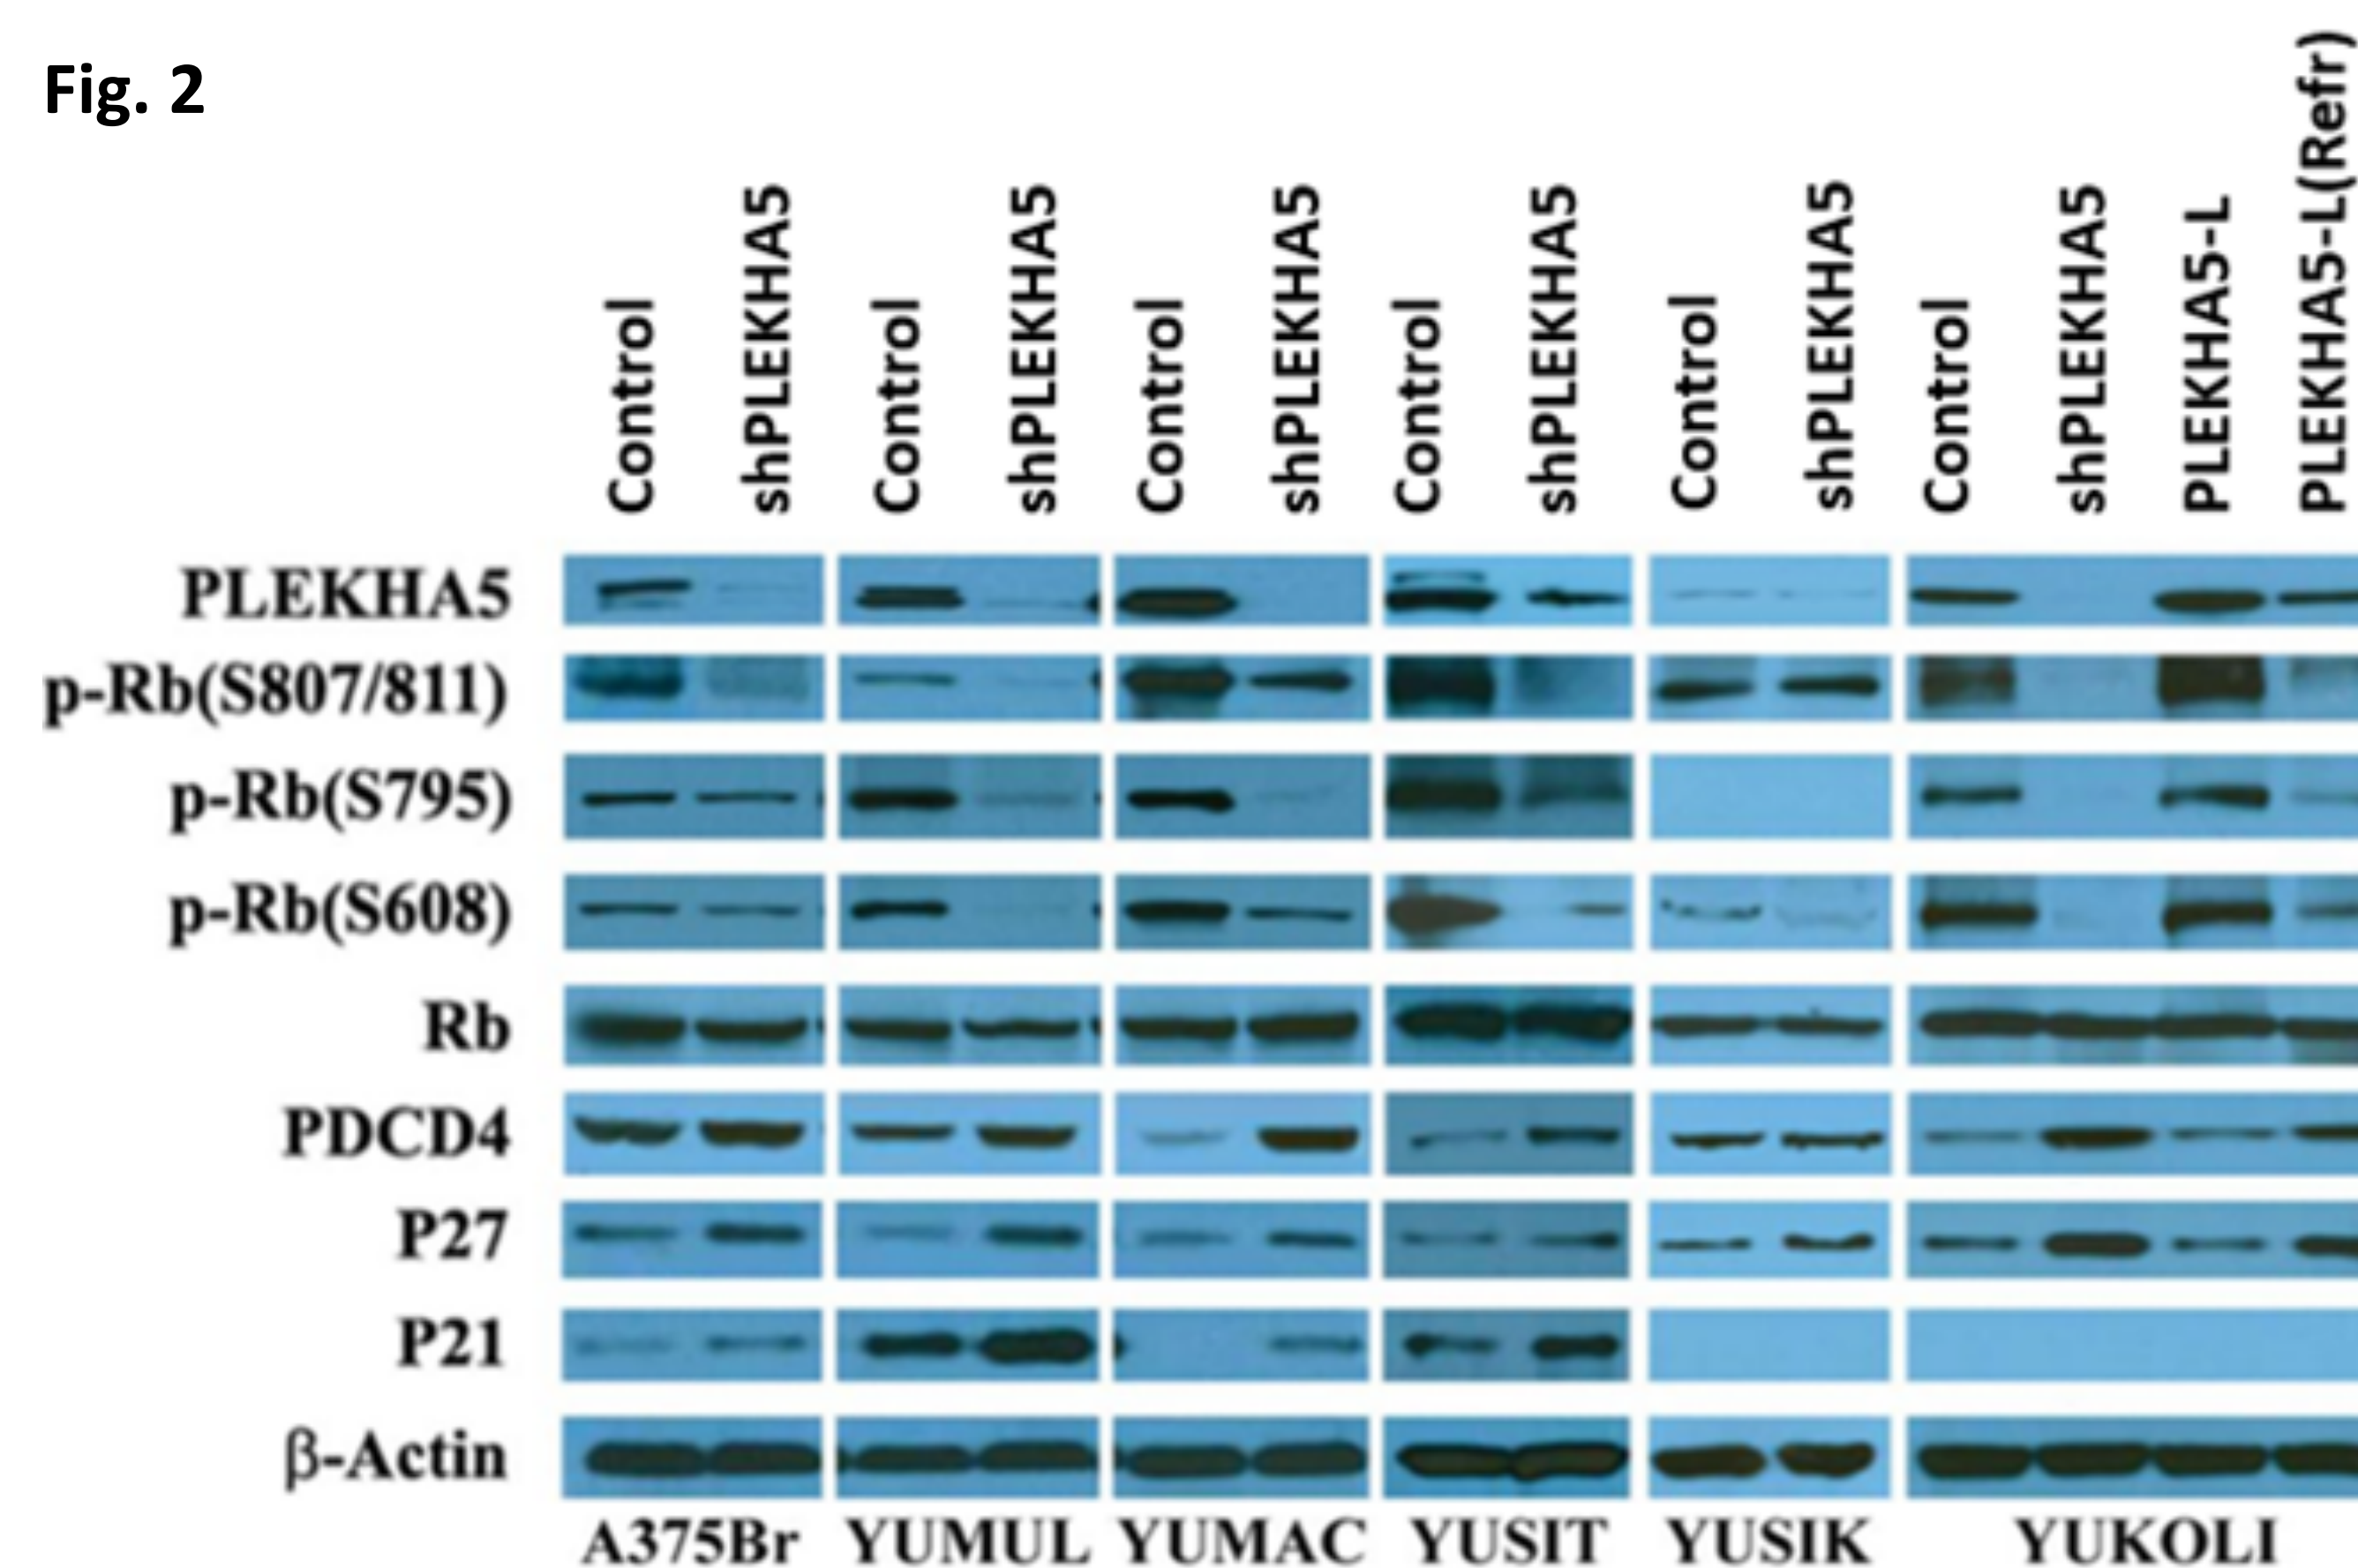 Fig. 2
Control
shPLEKHA5
Control
shPLEKHA5
Control
shPLEKHA5
Control
shPLEKHA5
Control
shPLEKHA5
Control
shPLEKHA5
PLEKHA5-L
PLEKHA5-L(Refr)
PLEKHA5
p-Rb(S807/811)
p-Rb(S795)
p-Rb(S608)
Rb
PDCD4
P27
P21
β-Actin
A375Br YUMUL YUMAC YUSIT YUSIK YUKOLI